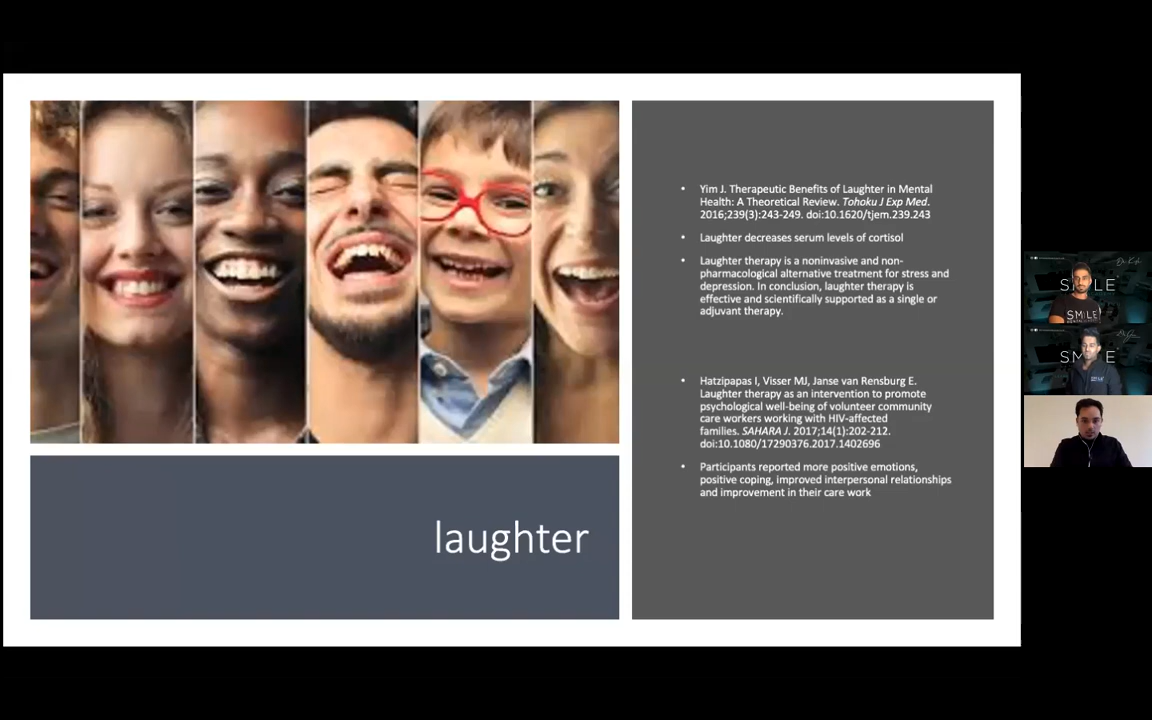 • Yim J. Therapeutic Benefits of Laughter in Mental
Health: A Theoretical Review. Tohoku J Exp Med.
2016;239(3):243-249. doi:10.1620/tjem.239.243
• Laughter decreases serum levels of cortisol
• Laughter therapy is a noninvasive and non-
pharmacological alternative treatment for stress and
depression. In conclusion, laughter therapy is
effective and scientifically supported as a single or
adjuvant therapy.
• Hatzipapas I, Visser MJ, Janse van Rensburg E.
Laughter therapy as an intervention to promote
psychological well-being of volunteer community
care workers working with HIV-affected
families. SAHARA J. 2017;14(1):202-212.
doi:10.1080/17290376.2017.1402696
• Participants reported more positive emotions,
positive coping, improved interpersonal relationships
and improvement in their care work
laughter
SMILE
SMILE